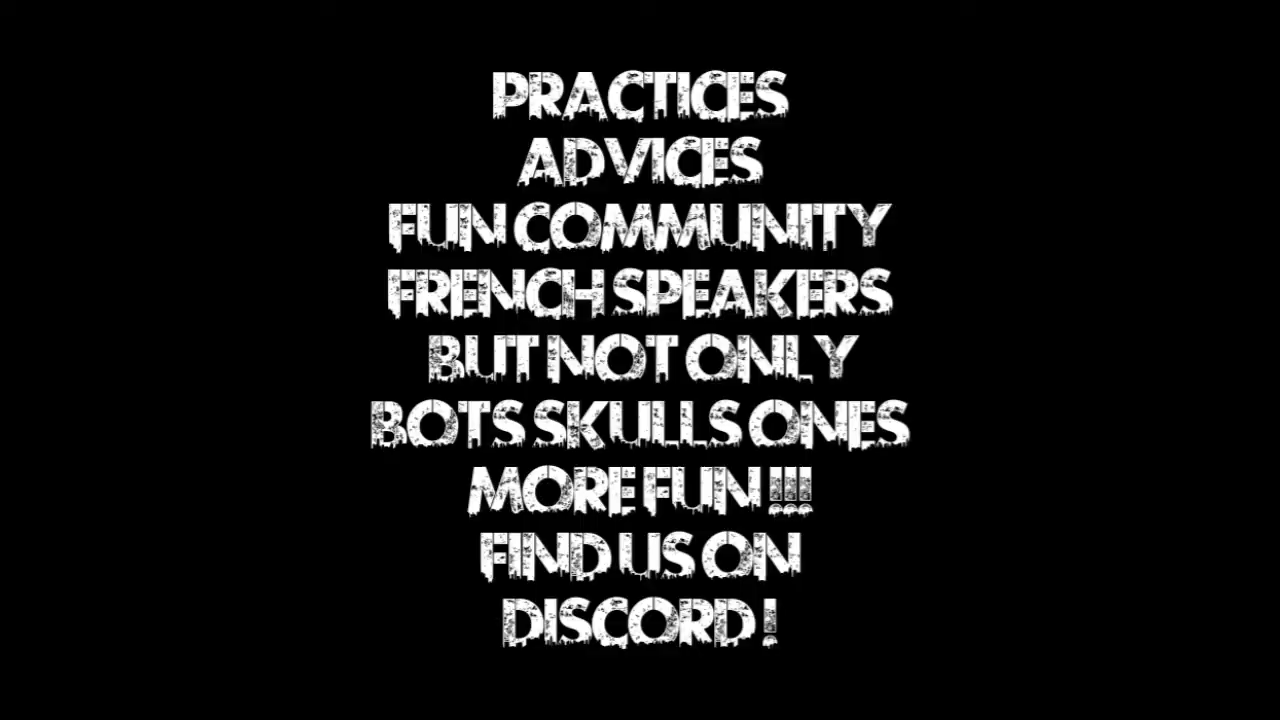 PRACTICES
ADVICES
FUN COMMUNITY
FRENCH SPEAKERS
BUT NOT ONLY
BOTS SKULLS ONES
MORE FUN !!!
FIND US ON
DISCORD !